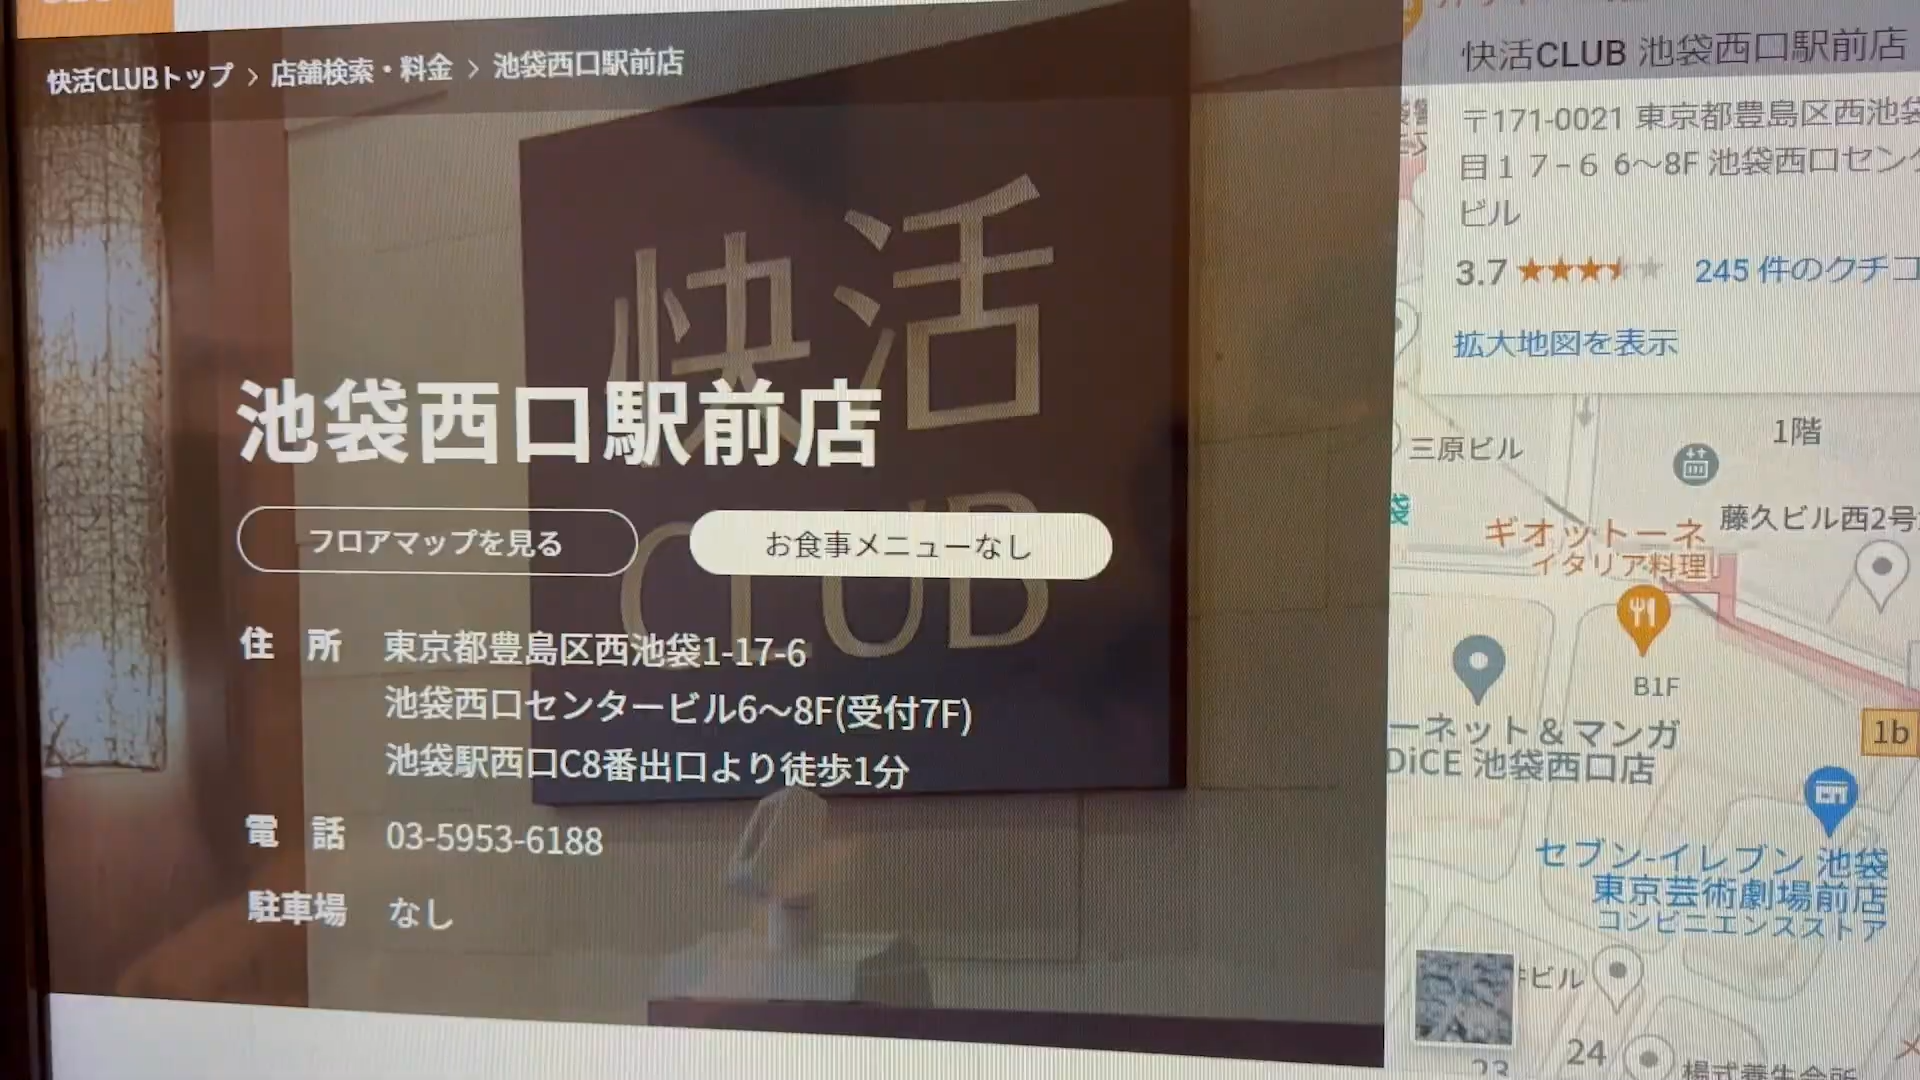 快活CLUBトップ > 店舗検索・料金 > 池袋西口駅前店
快活
CLUB
池袋西口駅前店
フロアマップを見る
お食事メニューなし
住所 東京都豊島区西池袋1-17-6
池袋西口センタービル6～8F(受付7F)
池袋駅西口C8番出口より徒歩1分
電話 03-5953-6188
駐車場 なし
快活CLUB 池袋西口駅前店
〒171-0021 東京都豊島区西池袋
目１７−６ 6〜8F 池袋西口セン
ビル
3.7
245 件のクチコ
拡大地図を表示
1階
三原ビル
藤久ビル西2号
ギオットーネ
イタリア料理
B1F
1b
ーネット＆マンガ
DiCE 池袋西口店
セブン-イレブン 池袋
東京芸術劇場前店
コンビニエンスストア
ビル
24
23